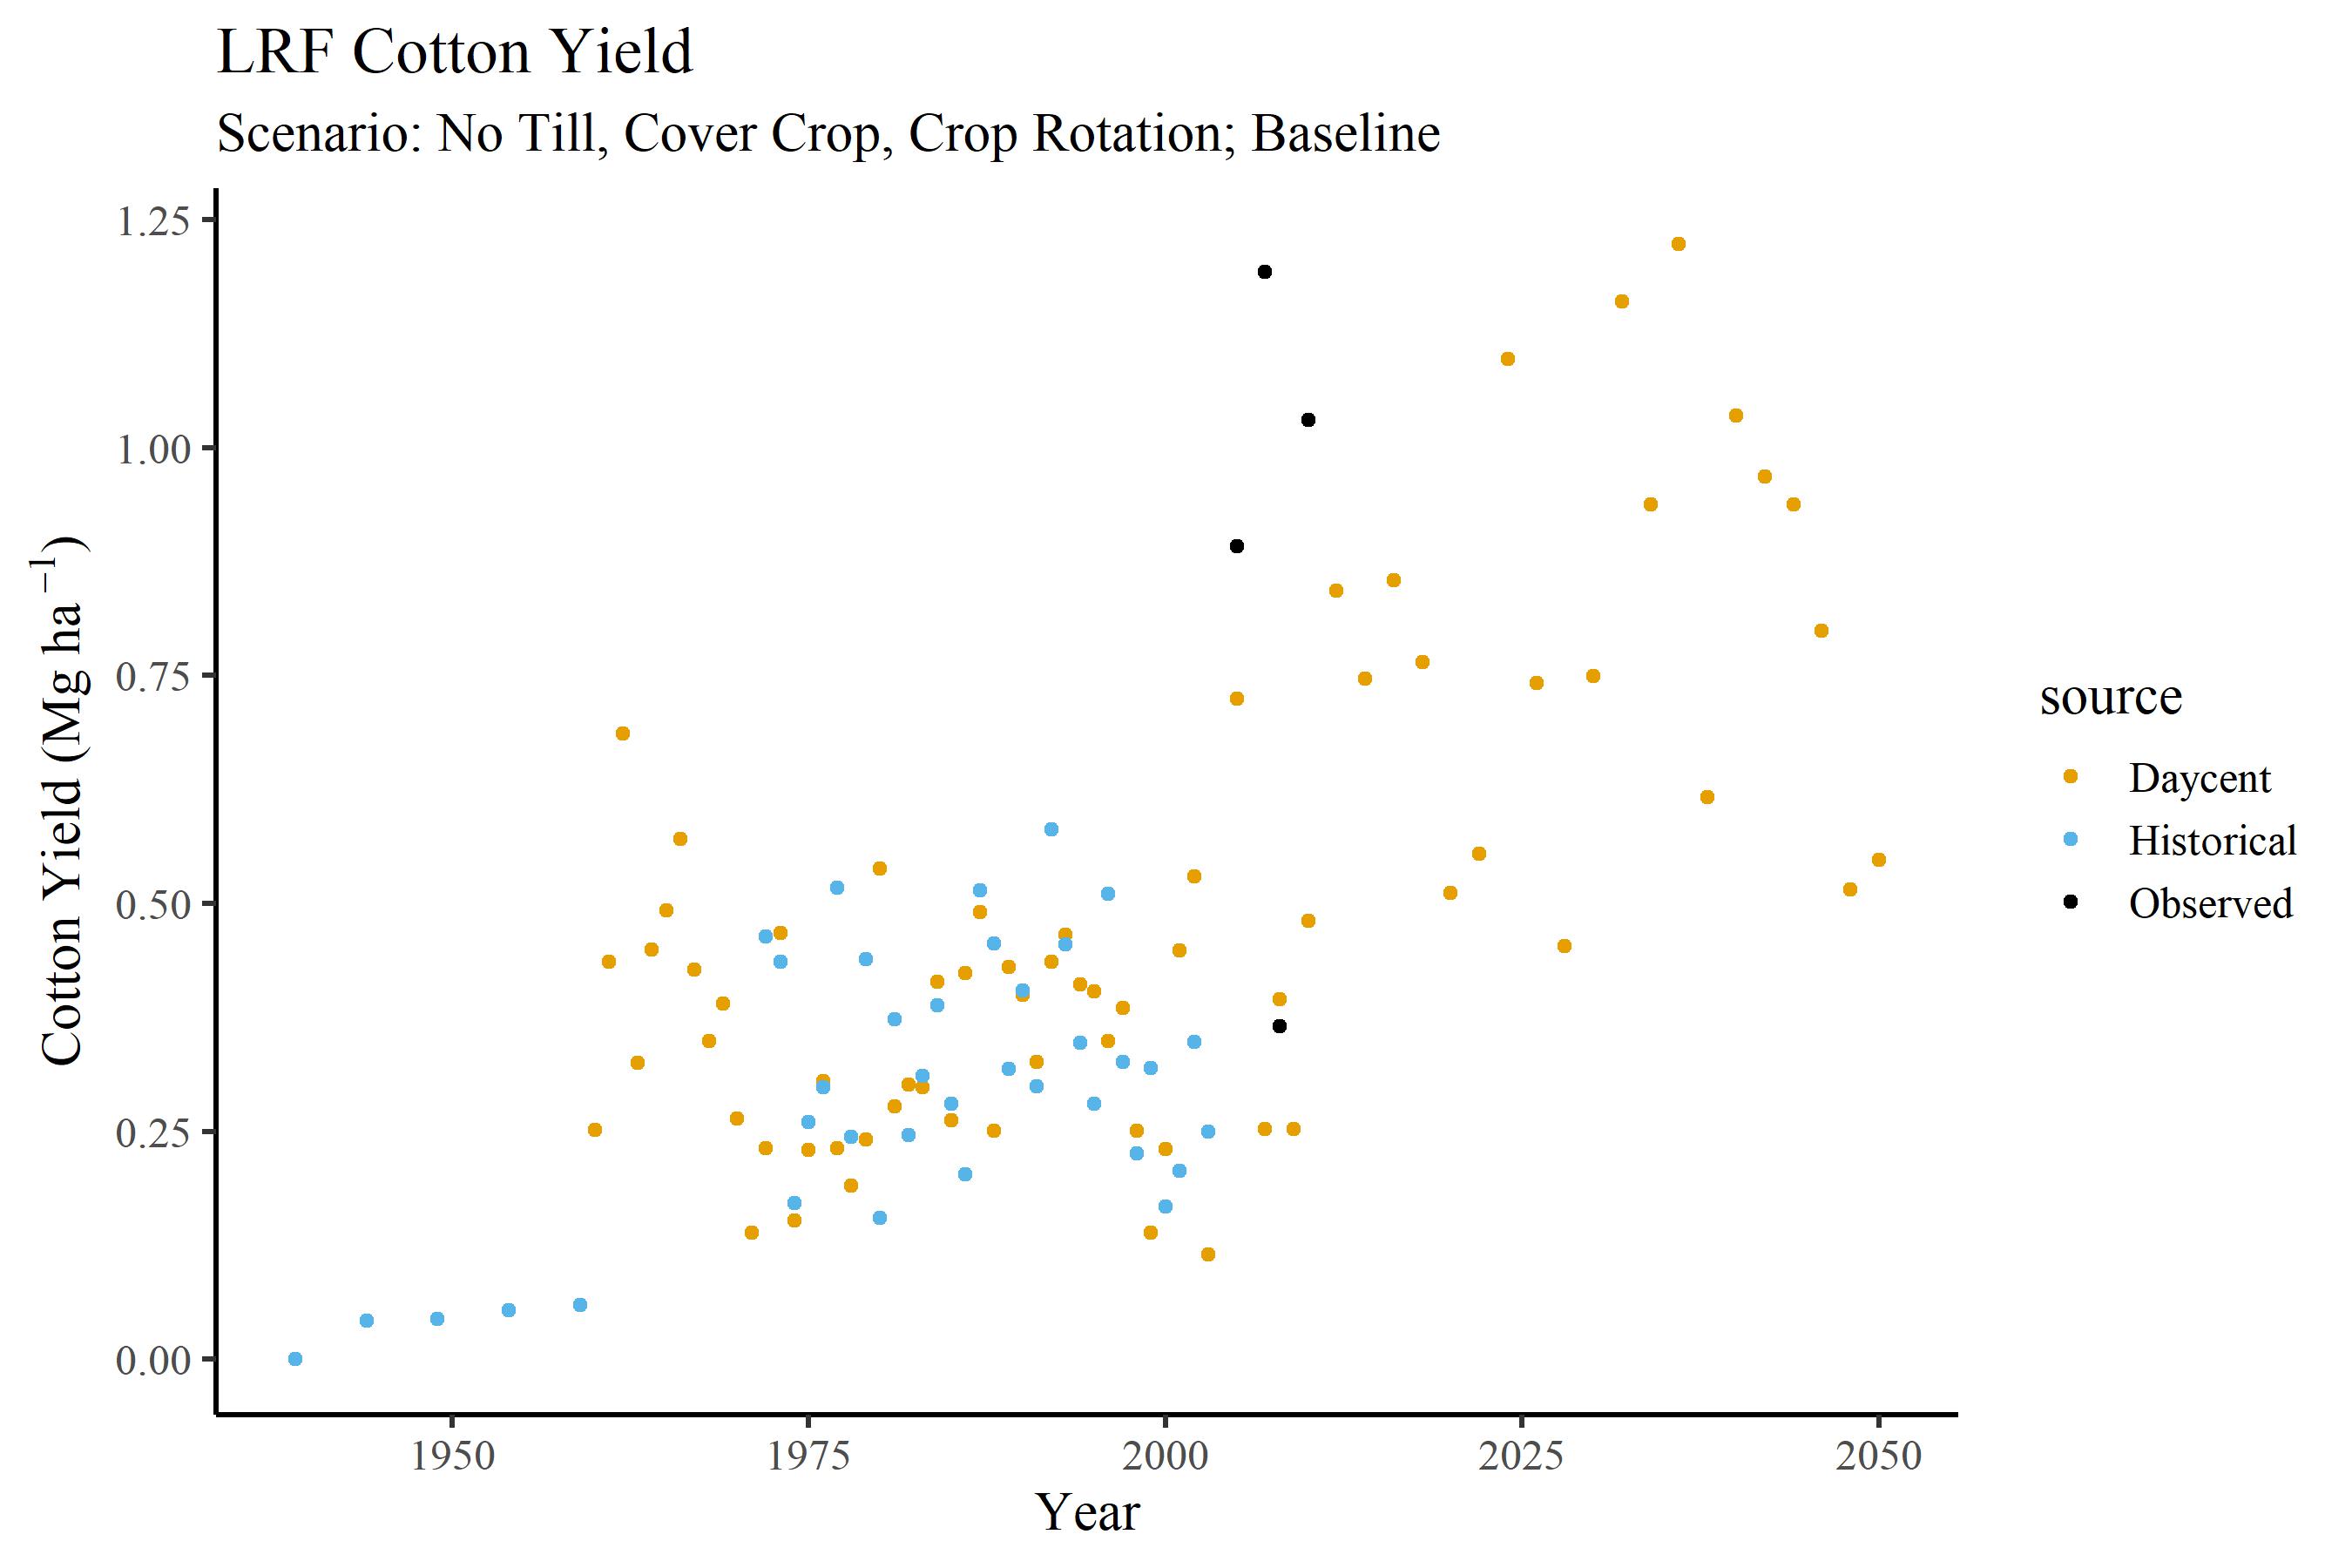 LRF Cotton Yield
Scenario: No Till, Cover Crop, Crop Rotation; Baseline
Cotton Yield (Mg ha⁻¹)
1.25
1.00
0.75
0.50
0.25
0.00
1950 1975 2000 2025 2050
Year
source
Daycent
Historical
Observed